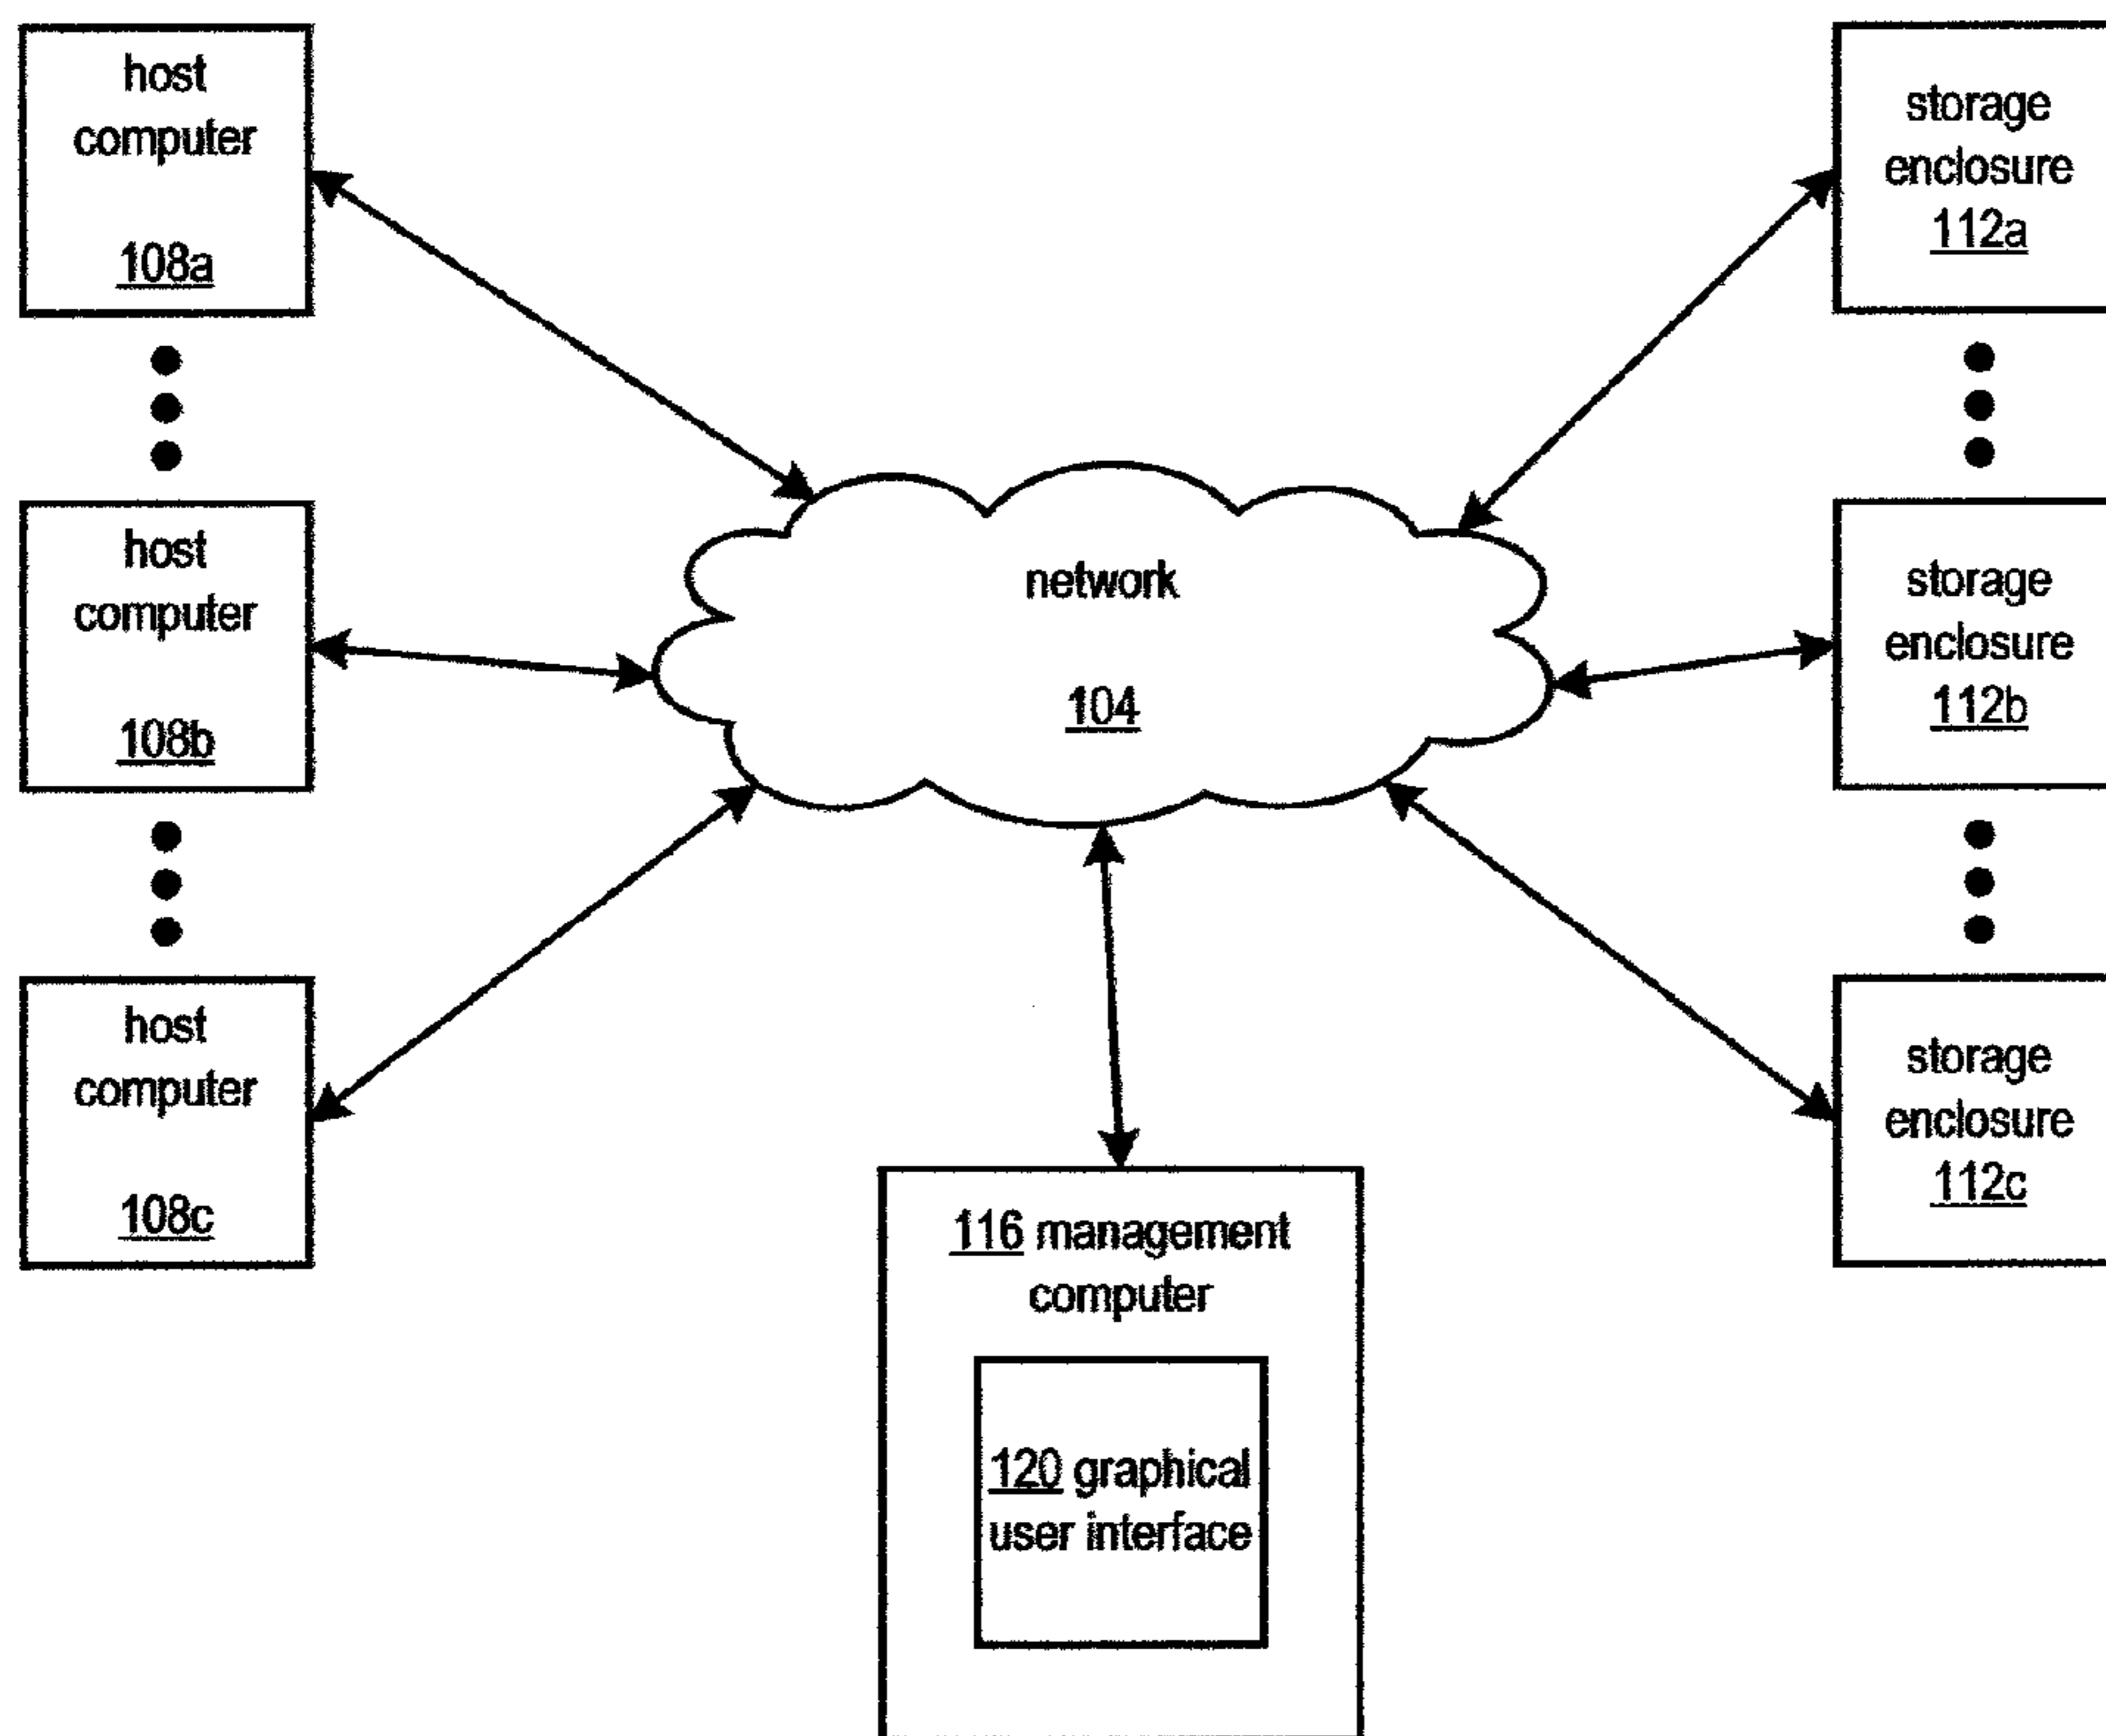 host
computer
108a
host
computer
108b
host
computer
108c
network
104
storage
enclosure
112a
storage
enclosure
112b
storage
enclosure
112c
116 management
computer
120 graphical
user interface